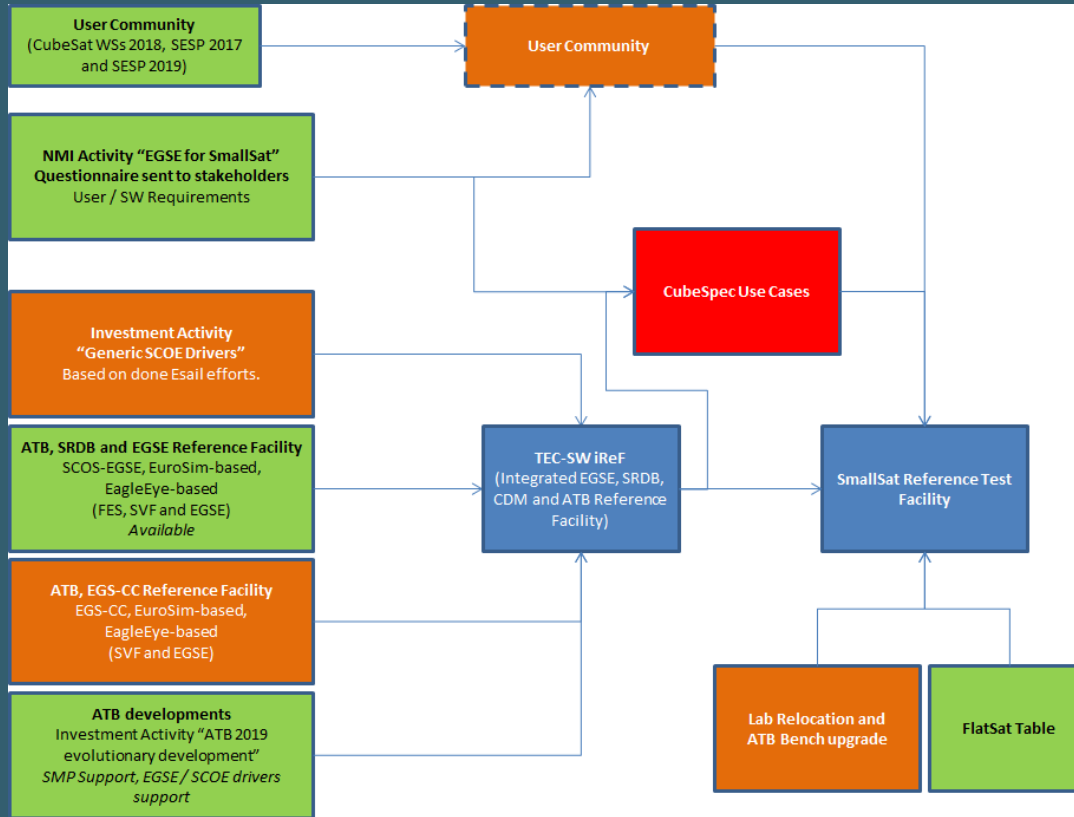 User Community
(CubeSat WSs 2018, SESP 2017
and SESP 2019)
User Community
NMI Activity “EGSE for SmallSat”
Questionnaire sent to stakeholders
User / SW Requirements
CubeSpec Use Cases
Investment Activity
“Generic SCOE Drivers”
Based on done Esail efforts.
ATB, SRDB and EGSE Reference Facility
SCOS-EGSE, EuroSim-based,
EagleEye-based
(FES, SVF and EGSE)
Available
TEC-SW iReF
(Integrated EGSE, SRDB,
CDM and ATB Reference
Facility)
SmallSat Reference Test
Facility
ATB, EGS-CC Reference Facility
EGS-CC, EuroSim-based,
EagleEye-based
(SVF and EGSE)
ATB developments
Investment Activity “ATB 2019
evolutionary development”
SMP Support, EGSE/ SCOE drivers
support
Lab Relocation and
ATB Bench upgrade
FlatSat Table